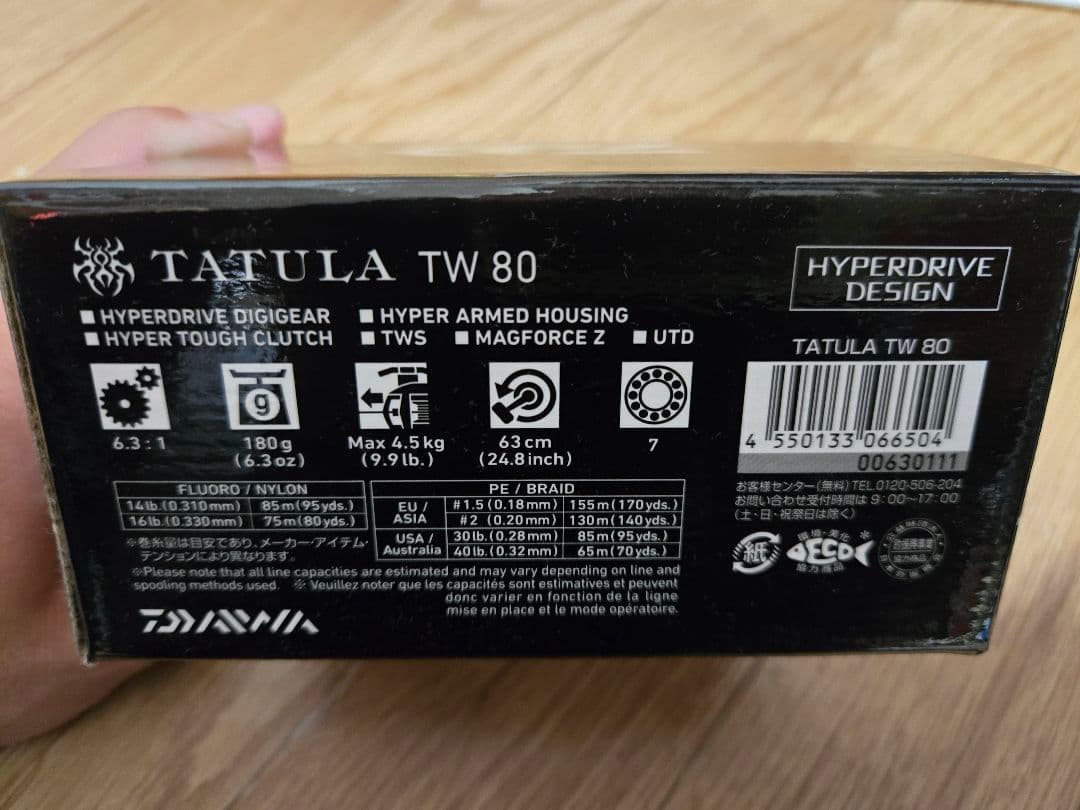 TATULA TW 80
HYPERDRIVE DESIGN
■ HYPERDRIVE DIGIGEAR ■ HYPER ARMED HOUSING
■ HYPER TOUGH CLUTCH ■ TWS ■ MAGFORCE Z ■ UTD
6.3 : 1
g
180g
(6.3oz)
Max 4.5kg
(9.9lb.)
63cm
(24.8inch)
7
FLUORO / NYLON
14lb.(0.310mm) 85m(95yds.)
16lb.(0.330mm) 75m(80yds.)
PE / BRAID
EU / ASIA
#1.5(0.18mm) 155m(170yds.)
#2 (0.20mm) 130m(140yds.)
USA / Australia
30lb.(0.28mm) 85m(95yds.)
40lb.(0.32mm) 65m(70yds.)
※巻糸量は目安であり、メーカー・アイテム・
テンションにより異なります。
※Please note that all line capacities are estimated and may vary depending on line and
spooling methods used. ※ Veuillez noter que les capacités sont estimatives et peuvent
donc varier en fonction de la ligne
mise en place et le mode opératoire.
DAIWA
TATULA TW 80
4 550133 066504
00630111
お客様センター(無料)TEL.0120-506-204
お問い合わせ受付時間は 9：00〜17：00
(土・日・祝祭日は除く)
紙
環境・美化
ECO
協力商品